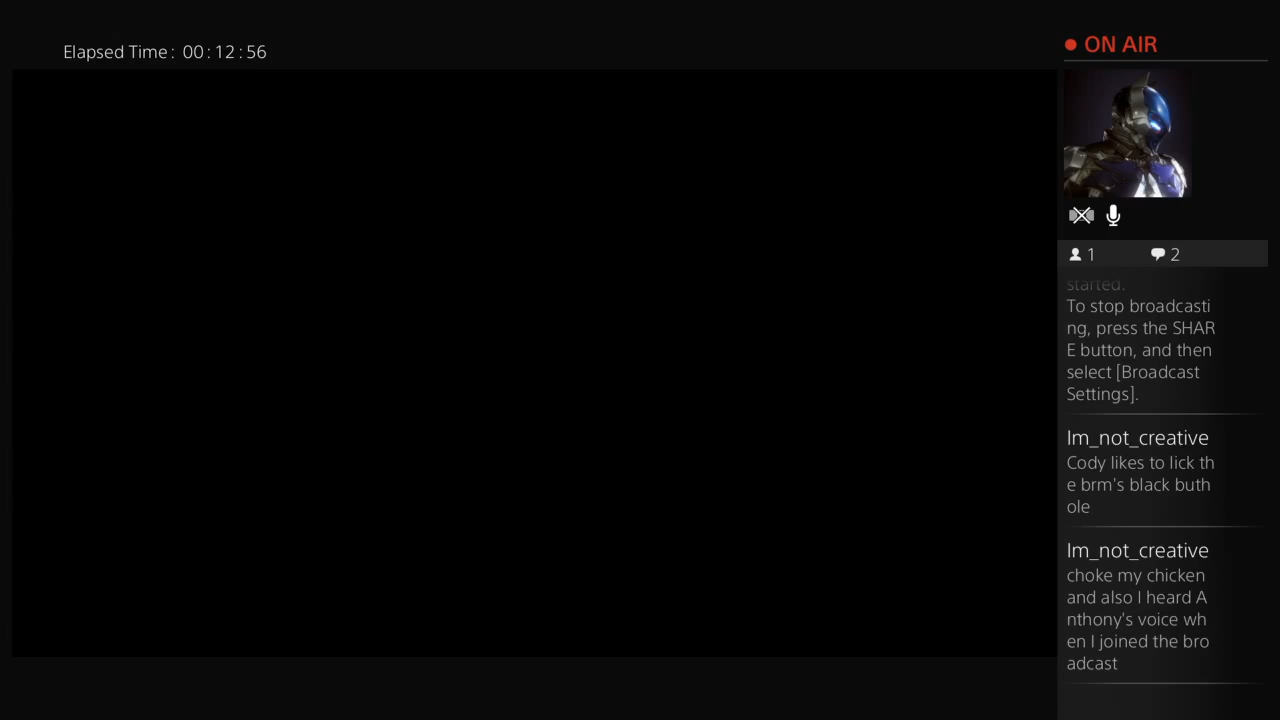 Elapsed Time: 00:12:56
ON AIR
1 2
started.
To stop broadcasti
ng, press the SHAR
E button, and then
select [Broadcast
Settings].
Im_not_creative
Cody likes to lick th
e brm's black buth
ole
Im_not_creative
choke my chicken
and also I heard A
nthony's voice wh
en I joined the bro
adcast